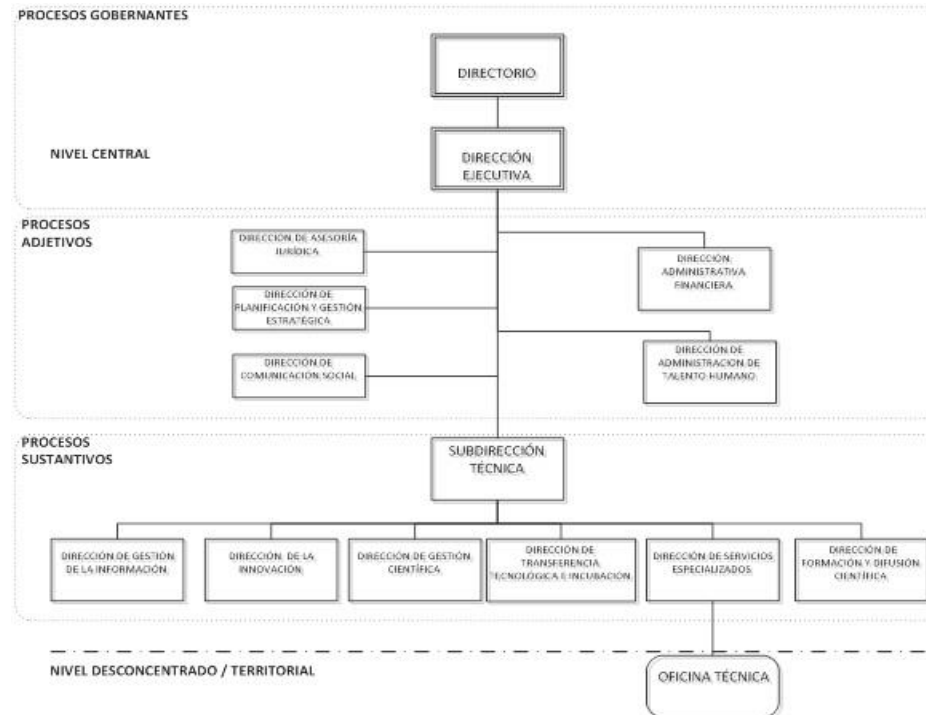 PROCESOS GOBERNANTES
DIRECTORIO
NIVEL CENTRAL
DIRECCIÓN
EJECUTIVA
PROCESOS
ADJETIVOS
DIRECCIÓN DE ASESORÍA
JURÍDICA
DIRECCIÓN
ADMINISTRATIVA
FINANCIERA
DIRECCIÓN DE
PLANIFICACIÓN Y GESTIÓN
ESTRATÉGICA
DIRECCIÓN DE
COMUNICACIÓN SOCIAL
DIRECCIÓN DE
ADMINISTRACION DE
TALENTO HUMANO
PROCESOS
SUSTANTIVOS
SUBDIRECCIÓN
TÉCNICA
DIRECCIÓN DE GESTIÓN
DE LA INFORMACIÓN
DIRECCIÓN DE LA
INNOVACIÓN
DIRECCIÓN DE GESTIÓN
CIENTÍFICA
DIRECCIÓN DE
TRANSFERENCIA
TECNOLÓGICA E INCUBACIÓN
DIRECCIÓN DE SERVICIOS
ESPECIALIZADOS
DIRECCIÓN DE
FORMACIÓN Y DIFUSIÓN
CIENTÍFICA
NIVEL DESCONCENTRADO / TERRITORIAL
OFICINA TÉCNICA